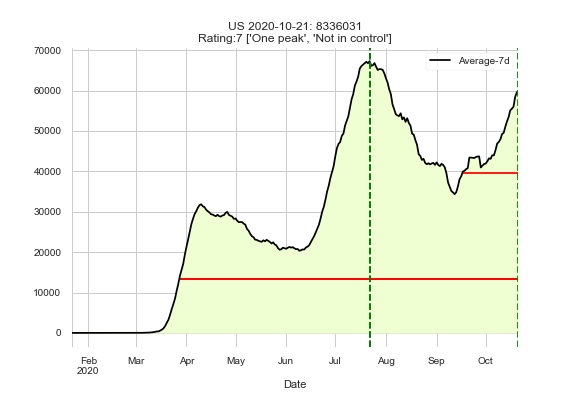 US 2020-10-21: 8336031
Rating:7 ['One peak', 'Not in control']
70000
60000
50000
40000
30000
20000
10000
0
Average-7d
Feb
2020
Mar
Apr
May
Jun
Jul
Aug
Sep
Oct
Date